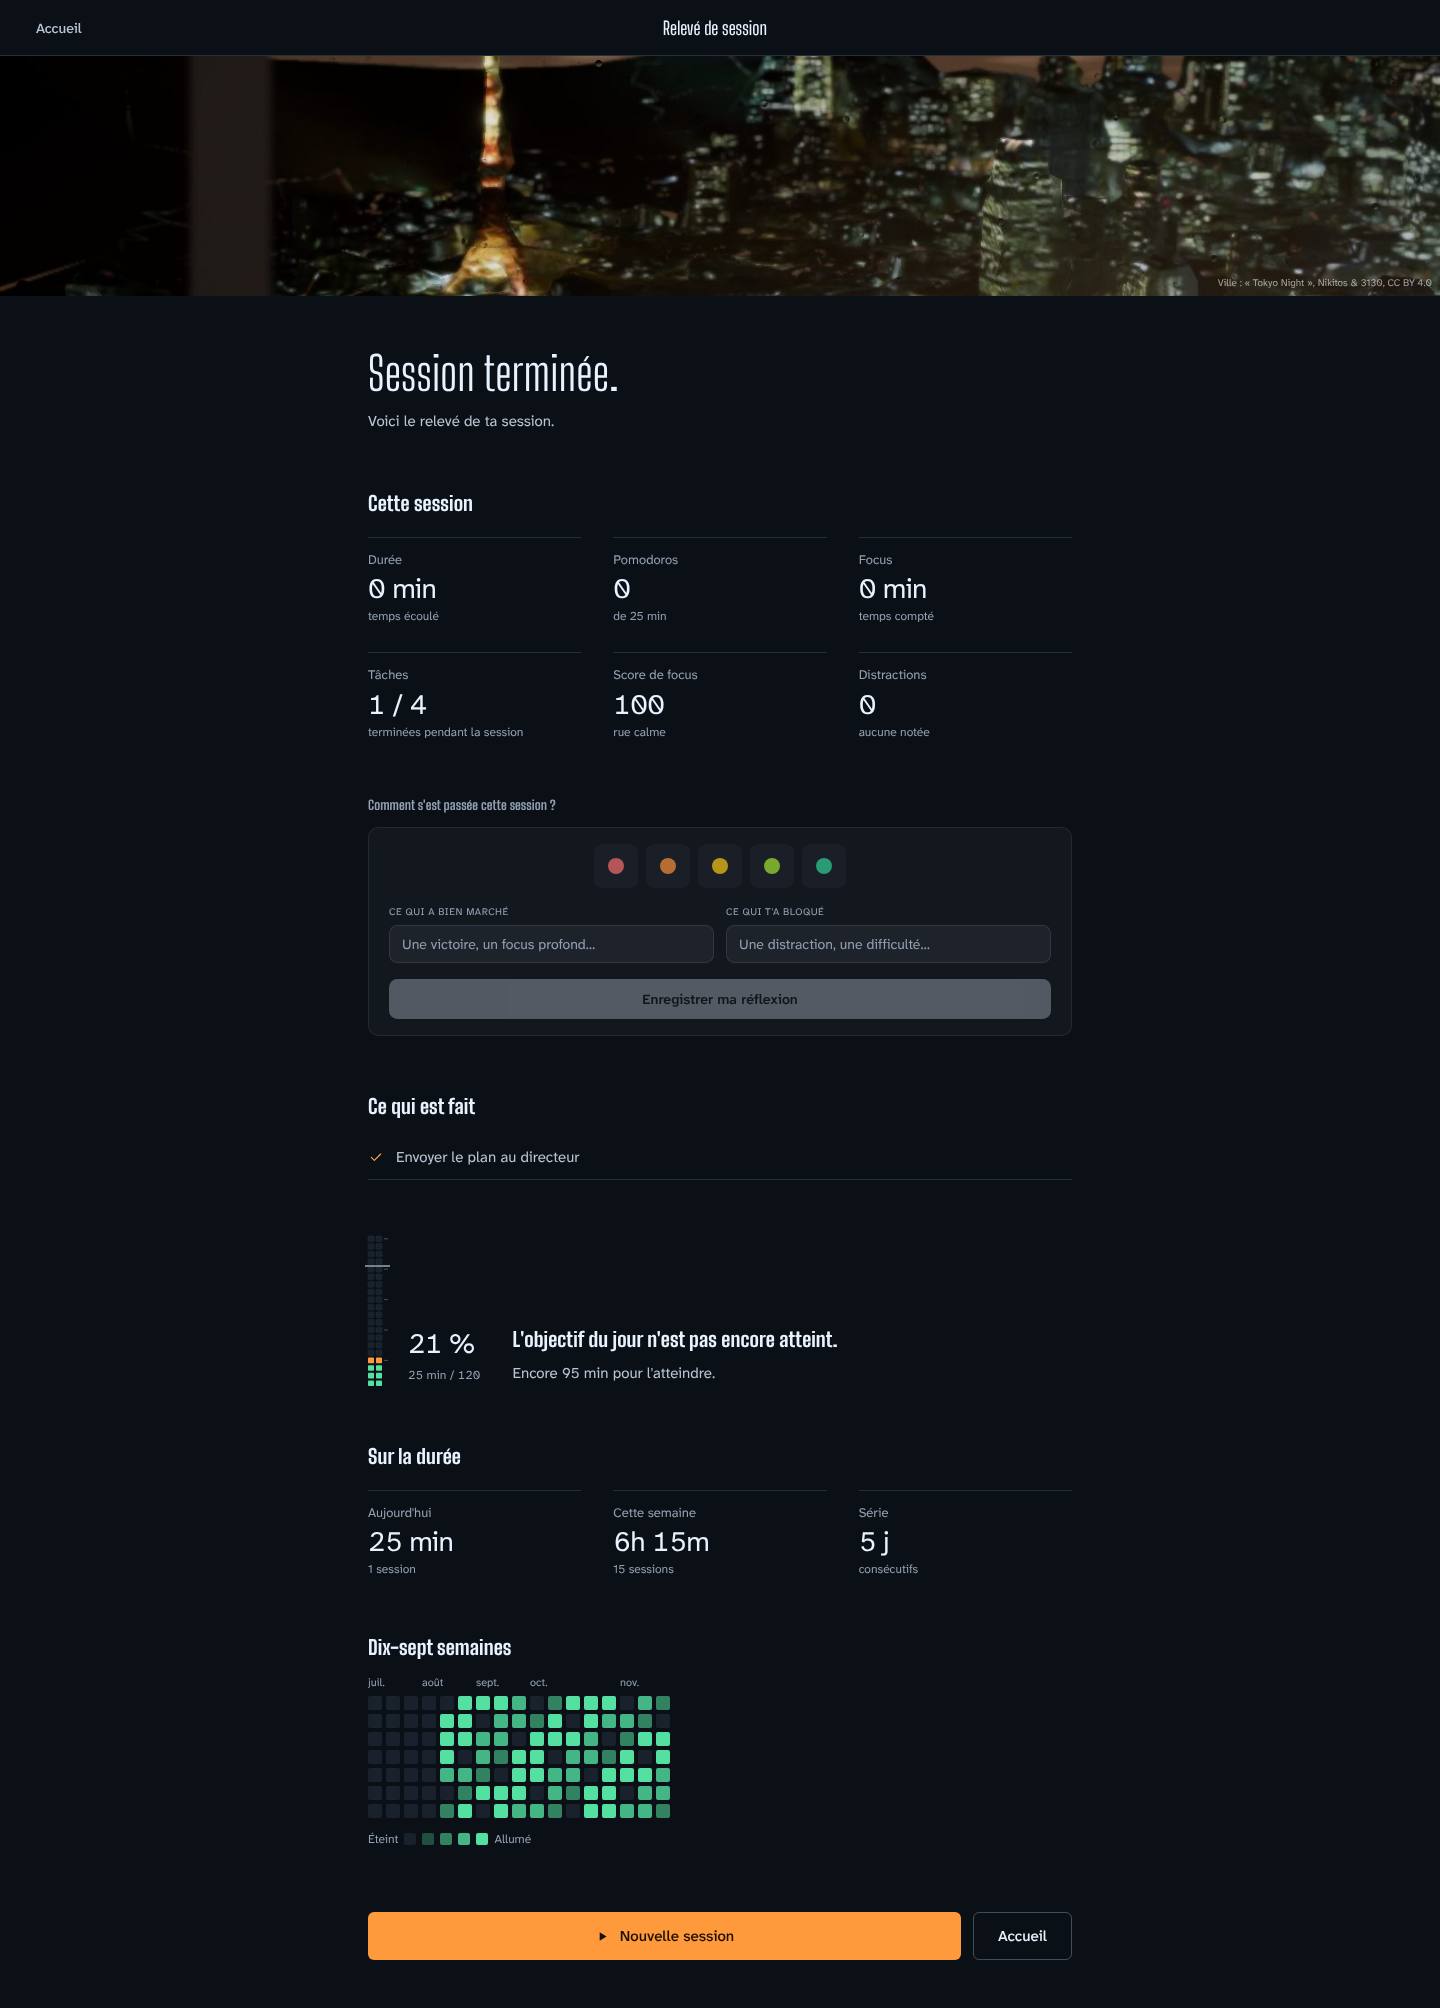 Accueil
Relevé de session
Ville : « Tokyo Night », Nikitos & 3130, CC BY 4.0
Session terminée.
Voici le relevé de ta session.
Cette session
Durée
0 min
temps écoulé
Pomodoros
0
de 25 min
Focus
0 min
temps compté
Tâches
1 / 4
terminées pendant la session
Score de focus
100
rue calme
Distractions
0
aucune notée
Comment s'est passée cette session ?
CE QUI A BIEN MARCHÉ
Une victoire, un focus profond...
CE QUI T'A BLOQUÉ
Une distraction, une difficulté...
Enregistrer ma réflexion
Ce qui est fait
Envoyer le plan au directeur
21 %
25 min / 120
L'objectif du jour n'est pas encore atteint.
Encore 95 min pour l'atteindre.
Sur la durée
Aujourd'hui
25 min
1 session
Cette semaine
6h 15m
15 sessions
Série
5 j
consécutifs
Dix-sept semaines
juil. août sept. oct. nov.
Éteint Allumé
Nouvelle session
Accueil